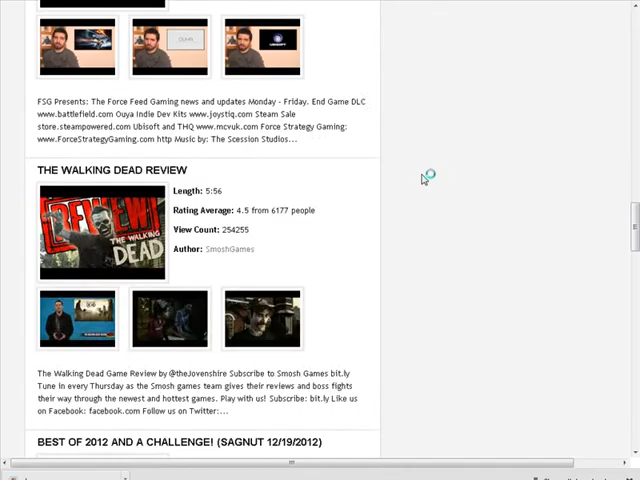 UBISOFT
FSG Presents: The Force Feed Gaming news and updates Monday - Friday. End Game DLC
www.battlefield.com Ouya Indie Dev Kits www.joystiq.com Steam Sale
store.steampowered.com Ubisoft and THQ www.mcvuk.com Force Strategy Gaming:
www.ForceStrategyGaming.com http Music by: The Scession Studios...
THE WALKING DEAD REVIEW
Length: 5:56
Rating Average: 4.5 from 6177 people
View Count: 254255
Author: SmoshGames
REVIEW
THE WALKING
DEAD
The Walking Dead Game Review by @theJovenshire Subscribe to Smosh Games bit.ly
Tune in every Thursday as the Smosh games team gives their reviews and boss fights
their way through the newest and hottest games. Play with us! Subscribe: bit.ly Like us
on Facebook: facebook.com Follow us on Twitter:...
BEST OF 2012 AND A CHALLENGE! (SAGNUT 12/19/2012)